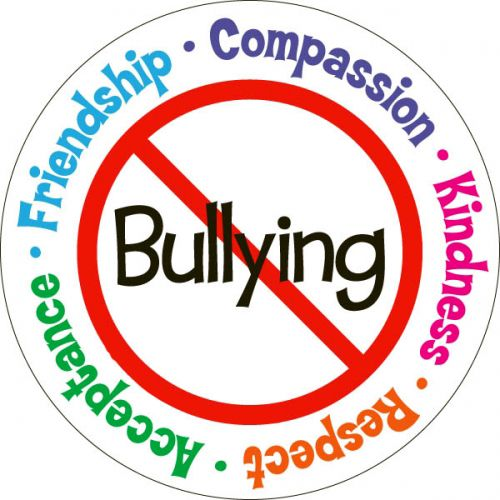 Friendship · Compassion · Kindness · Respect · Acceptance ·
Bullying